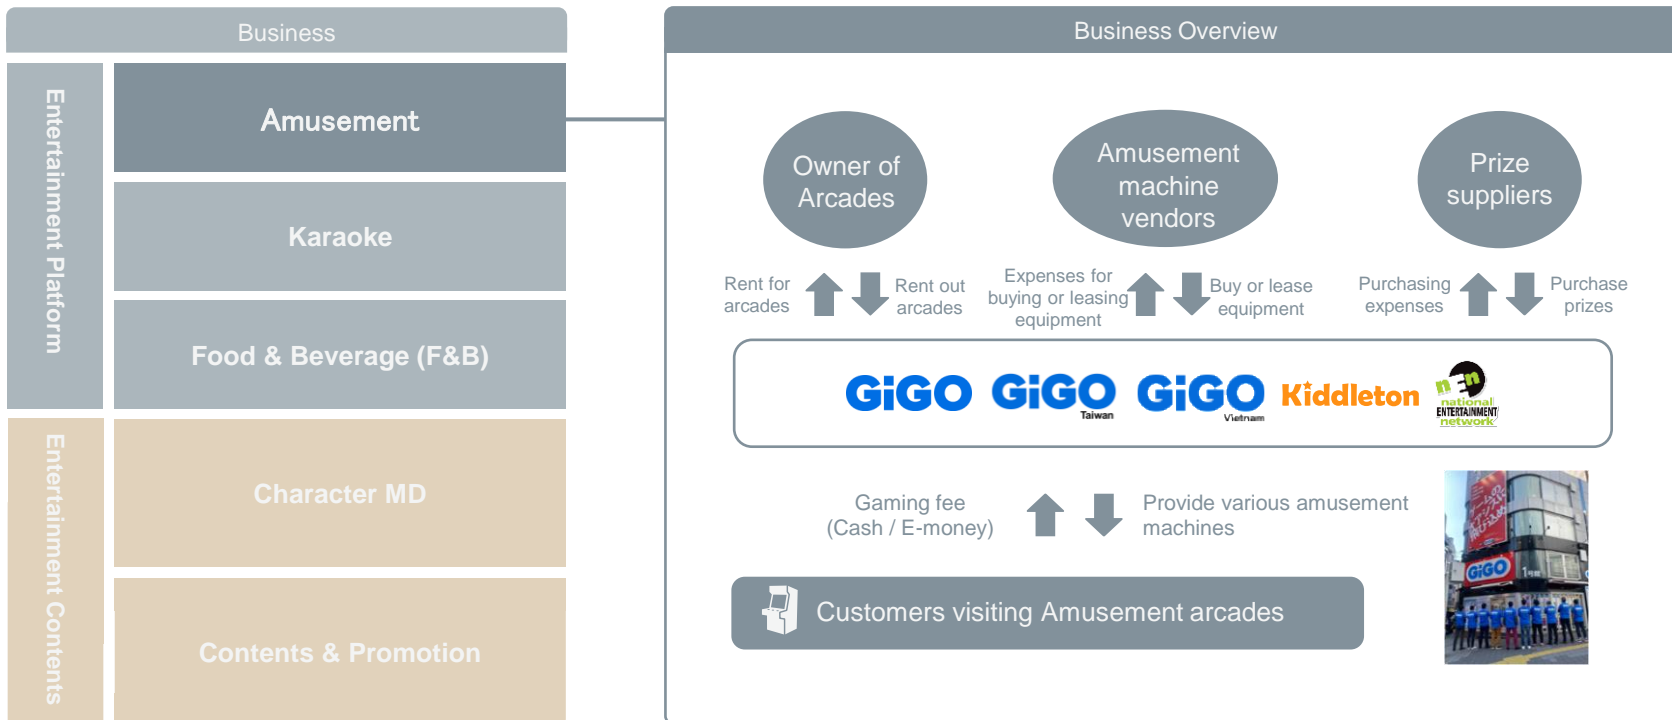 Business
Entertainment Platform
Amusement
Karaoke
Food & Beverage (F&B)
Entertainment Contents
Character MD
Contents & Promotion
Business Overview
Owner of
Arcades
Amusement
machine
vendors
Prize
suppliers
Rent for
arcades
Rent out
arcades
Expenses for
buying or leasing
equipment
Buy or lease
equipment
Purchasing
expenses
Purchase
prizes
GiGO
GiGO
Taiwan
GiGO
Vietnam
Kiddleton
nEn
national
ENTERTAINMENT
network
Gaming fee
(Cash / E-money)
Provide various amusement
machines
GiGO
Customers visiting Amusement arcades